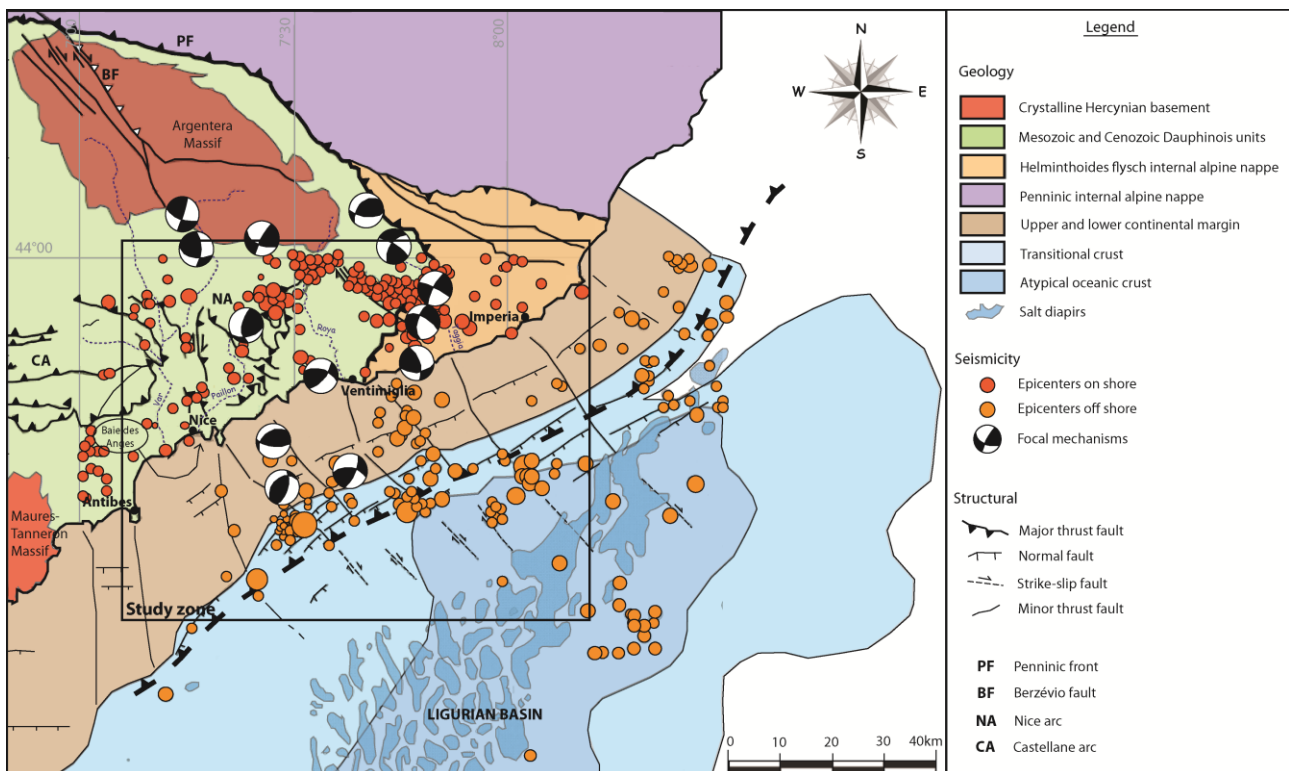 7°30
8°00
PF
BF
Argentera
Massif
44°00
NA
Roya
Imperia
CA
Var
Paillon
Ventimiglia
Nice
Baie des
Anges
Antibes
Maures-
Tanneron
Massif
Study zone
LIGURIAN BASIN
0 10 20 30 40km
N
W E
S
Legend
Geology
Crystalline Hercynian basement
Mesozoic and Cenozoic Dauphinois units
Helminthoides flysch internal alpine nappe
Penninic internal alpine nappe
Upper and lower continental margin
Transitional crust
Atypical oceanic crust
Salt diapirs
Seismicity
Epicenters on shore
Epicenters off shore
Focal mechanisms
Structural
Major thrust fault
Normal fault
Strike-slip fault
Minor thrust fault
PF Penninic front
BF Berzévio fault
NA Nice arc
CA Castellane arc